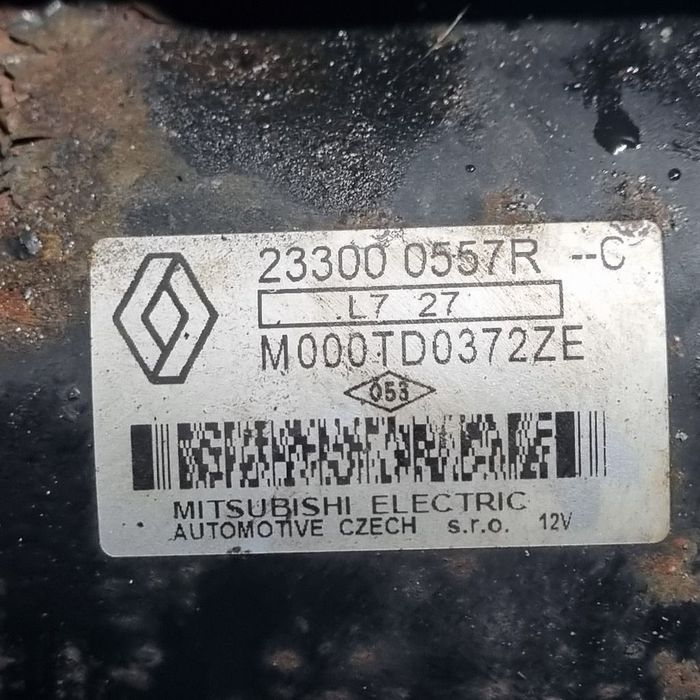 23300 0557R --C
L7 27
M000TD0372ZE
053
MITSUBISHI ELECTRIC
AUTOMOTIVE CZECH s.r.o. 12V